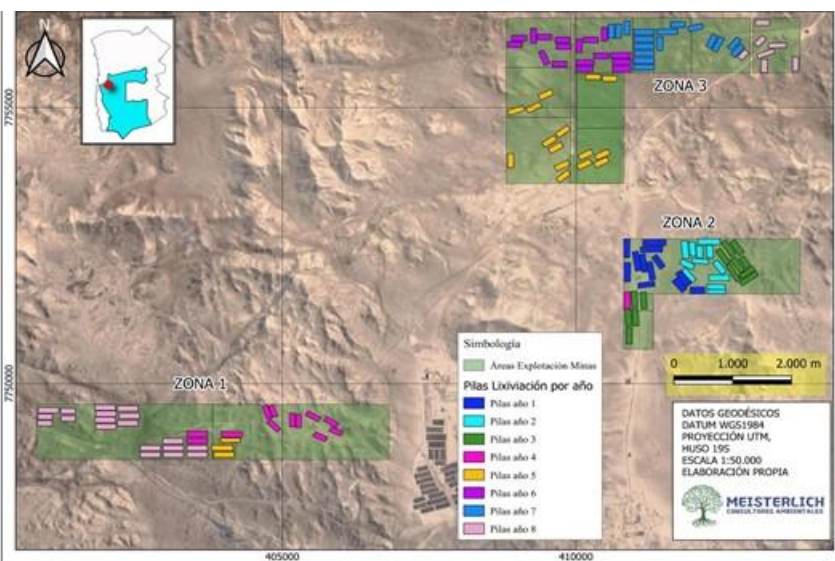 N
7755000
ZONA 3
ZONA 2
ZONA 1
7750000
Simbología
Áreas Explotación Minas
Pilas Lixiviación por año
Pilas año 1
Pilas año 2
Pilas año 3
Pilas año 4
Pilas año 5
Pilas año 6
Pilas año 7
Pilas año 8
0 1.000 2.000 m
DATOS GEODÉSICOS
DATUM WGS1984
PROYECCIÓN UTM,
HUSO 19S
ESCALA 1:50.000
ELABORACIÓN PROPIA
MEISTERLICH
CONSULTORES AMBIENTALES
405000
410000